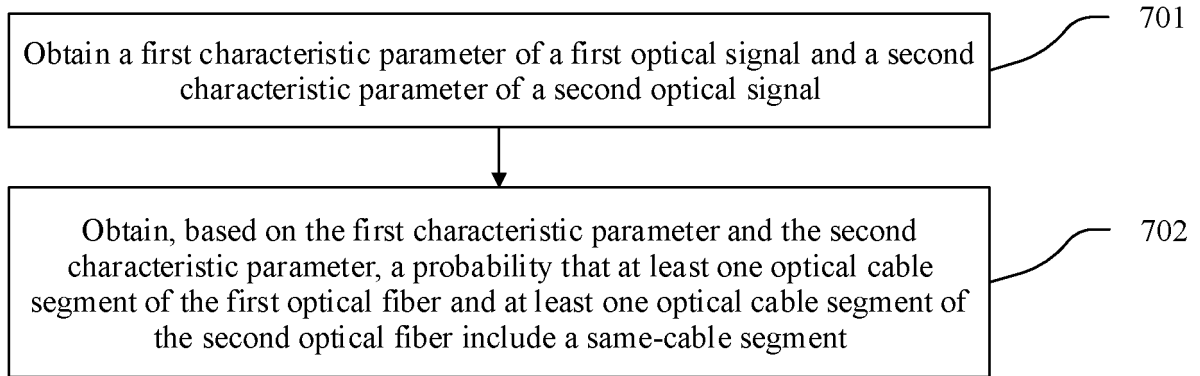 701
Obtain a first characteristic parameter of a first optical signal and a second
characteristic parameter of a second optical signal
702
Obtain, based on the first characteristic parameter and the second
characteristic parameter, a probability that at least one optical cable
segment of the first optical fiber and at least one optical cable segment of
the second optical fiber include a same-cable segment